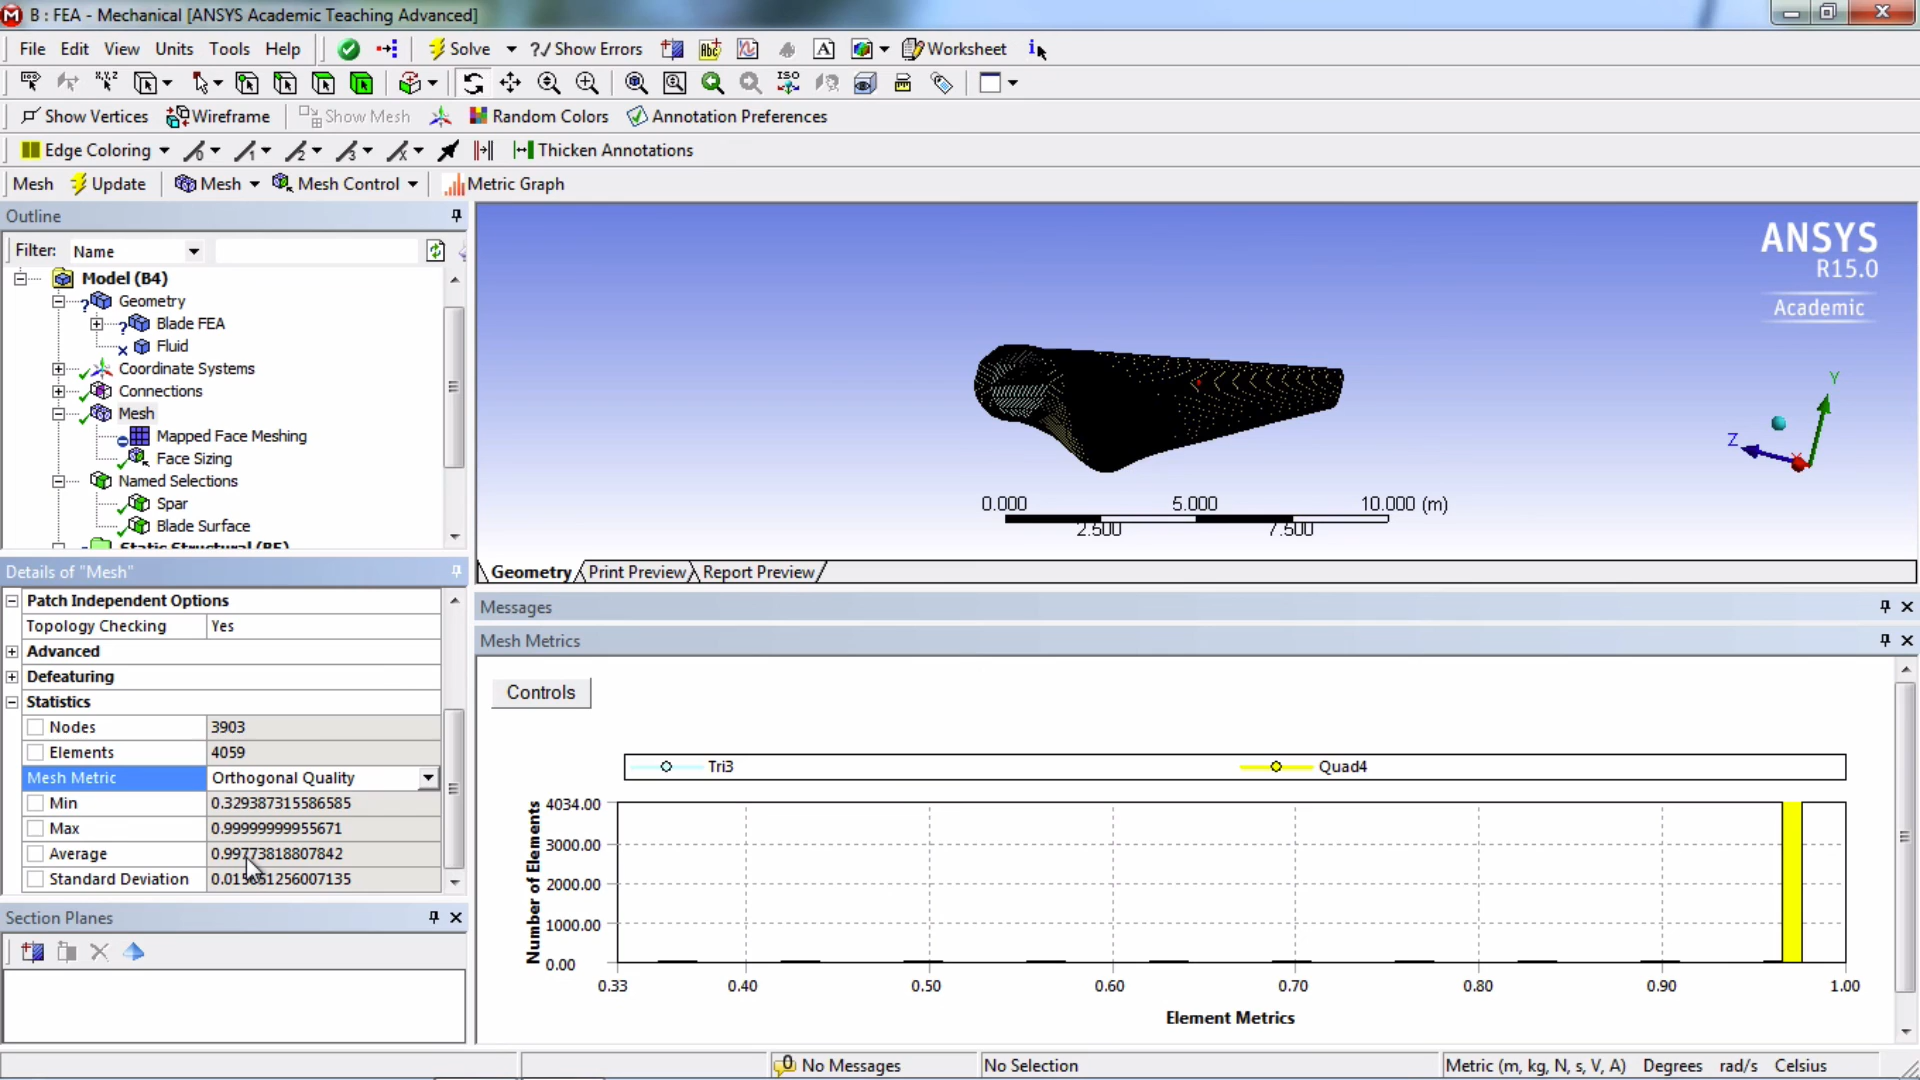 B : FEA - Mechanical [ANSYS Academic Teaching Advanced]
File Edit View Units Tools Help Solve ?/ Show Errors Worksheet
ISO
Show Vertices Wireframe Show Mesh Random Colors Annotation Preferences
Edge Coloring Thicken Annotations
Mesh Update Mesh Mesh Control Metric Graph
Outline
Filter: Name
Model (B4)
Geometry
Blade FEA
Fluid
Coordinate Systems
Connections
Mesh
Mapped Face Meshing
Face Sizing
Named Selections
Spar
Blade Surface
Static Structural (B5)
Details of "Mesh"
Patch Independent Options
Topology Checking Yes
Advanced
Defeaturing
Statistics
Nodes 3903
Elements 4059
Mesh Metric Orthogonal Quality
Min 0.329387315586585
Max 0.99999999955671
Average 0.99773818807842
Standard Deviation
Section Planes
ANSYS
R15.0
Academic
Y
Z
X
0.000 5.000 10.000 (m)
2.500 7.500
Geometry Print Preview Report Preview
Messages
Mesh Metrics
Controls
Tri3 Quad4
Number of Elements
4034.00
3000.00
2000.00
1000.00
0.00
0.33 0.40 0.50 0.60 0.70 0.80 0.90 1.00
Element Metrics
No Messages No Selection Metric (m, kg, N, s, V, A) Degrees rad/s Celsius